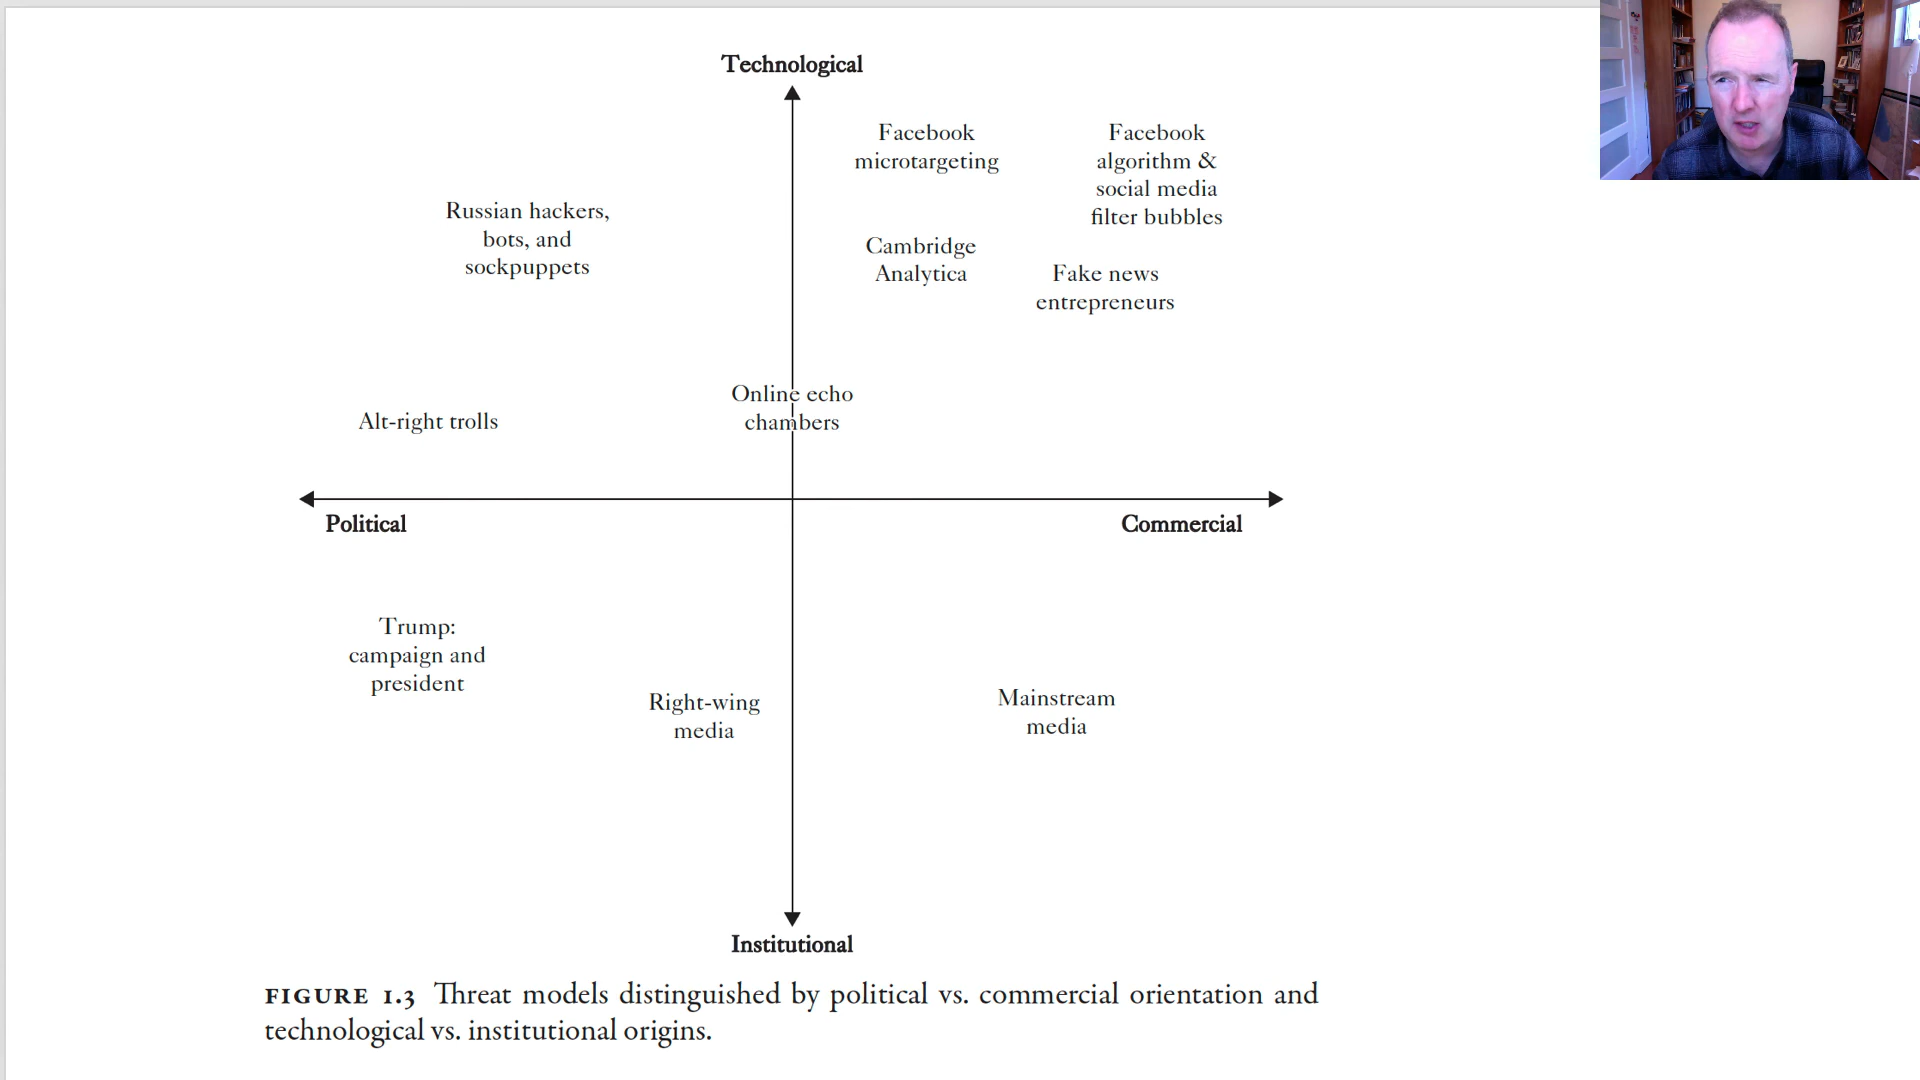 Technological
Facebook
microtargeting
Facebook
algorithm &
social media
filter bubbles
Russian hackers,
bots, and
sockpuppets
Cambridge
Analytica
Fake news
entrepreneurs
Online echo
chambers
Alt-right trolls
Political
Commercial
Trump:
campaign and
president
Right-wing
media
Mainstream
media
Institutional
FIGURE 1.3 Threat models distinguished by political vs. commercial orientation and
technological vs. institutional origins.